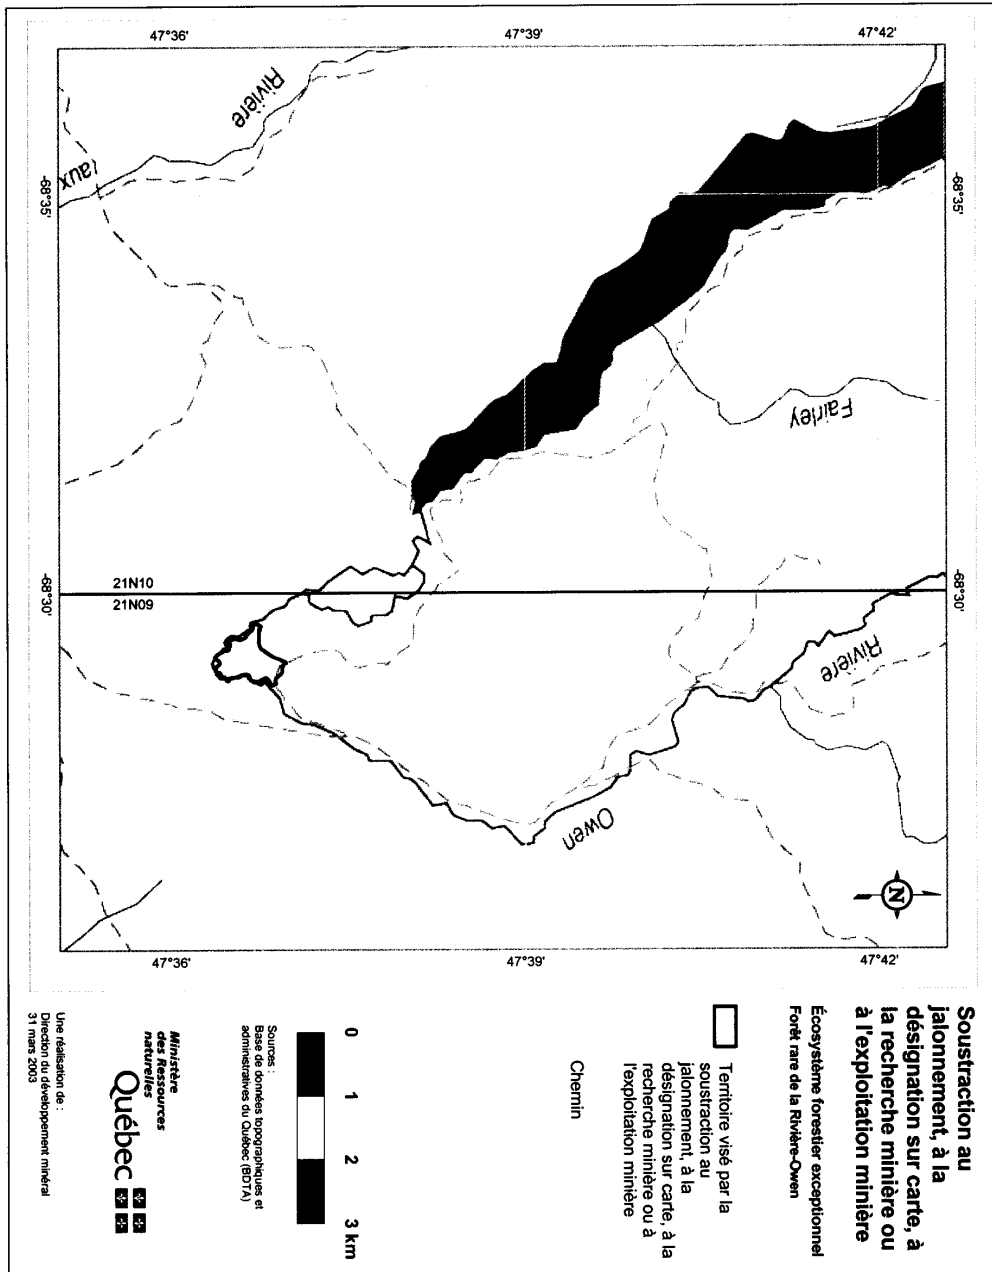 Soustraction au
jalonnement, à la
désignation sur carte, à
la recherche minière ou
à l'exploitation minière
Écosystème forestier exceptionnel
Forêt rare de la Rivière-Owen
Territoire visé par la
soustraction au
jalonnement, à la
désignation sur carte, à la
recherche minière ou à
l'exploitation minière
Chemin
0 1 2 3 km
Sources :
Base de données topographiques et
administratives du Québec (BDTA)
Ministère
des Ressources
naturelles
Québec
Une réalisation de :
Direction du développement minéral
31 mars 2003
47°36'
47°39'
47°42'
-68°35'
-68°35'
-68°30'
-68°30'
47°36'
47°39'
47°42'
21N10
21N09
Rivière
Fairley
Rivière
Owen
N